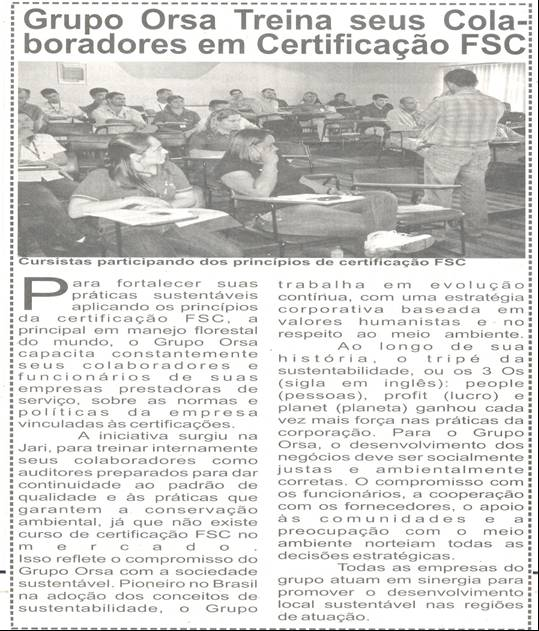 Grupo Orsa Treina seus Cola-
boradores em Certificação FSC
Cursistas participando dos princípios de certificação FSC
Para fortalecer suas
práticas sustentáveis
aplicando os princípios
da certificação FSC, a
principal em manejo florestal
do mundo, o Grupo Orsa
capacita constantemente
seus colaboradores e
funcionários de suas
empresas prestadoras de
serviço, sobre as normas e
políticas da empresa
vinculadas às certificações.
A iniciativa surgiu na
Jari, para treinar internamente
seus colaboradores como
auditores preparados para dar
continuidade ao padrão de
qualidade e às práticas que
garantem a conservação
ambiental, já que não existe
curso de certificação FSC no
mercado.
Isso reflete o compromisso do
Grupo Orsa com a sociedade
sustentável. Pioneiro no Brasil
na adoção dos conceitos de
sustentabilidade, o Grupo
trabalha em evolução
contínua, com uma estratégia
corporativa baseada em
valores humanistas e no
respeito ao meio ambiente.
Ao longo de sua
história, o tripé da
sustentabilidade, ou os 3 Os
(sigla em inglês): people
(pessoas), profit (lucro) e
planet (planeta) ganhou cada
vez mais força nas práticas da
corporação. Para o Grupo
Orsa, o desenvolvimento dos
negócios deve ser socialmente
justas e ambientalmente
corretas. O compromisso com
os funcionários, a cooperação
com os fornecedores, o apoio
às comunidades e a
preocupação com o meio
ambiente norteiam todas as
decisões estratégicas.
Todas as empresas do
grupo atuam em sinergia para
promover o desenvolvimento
local sustentável nas regiões
de atuação.